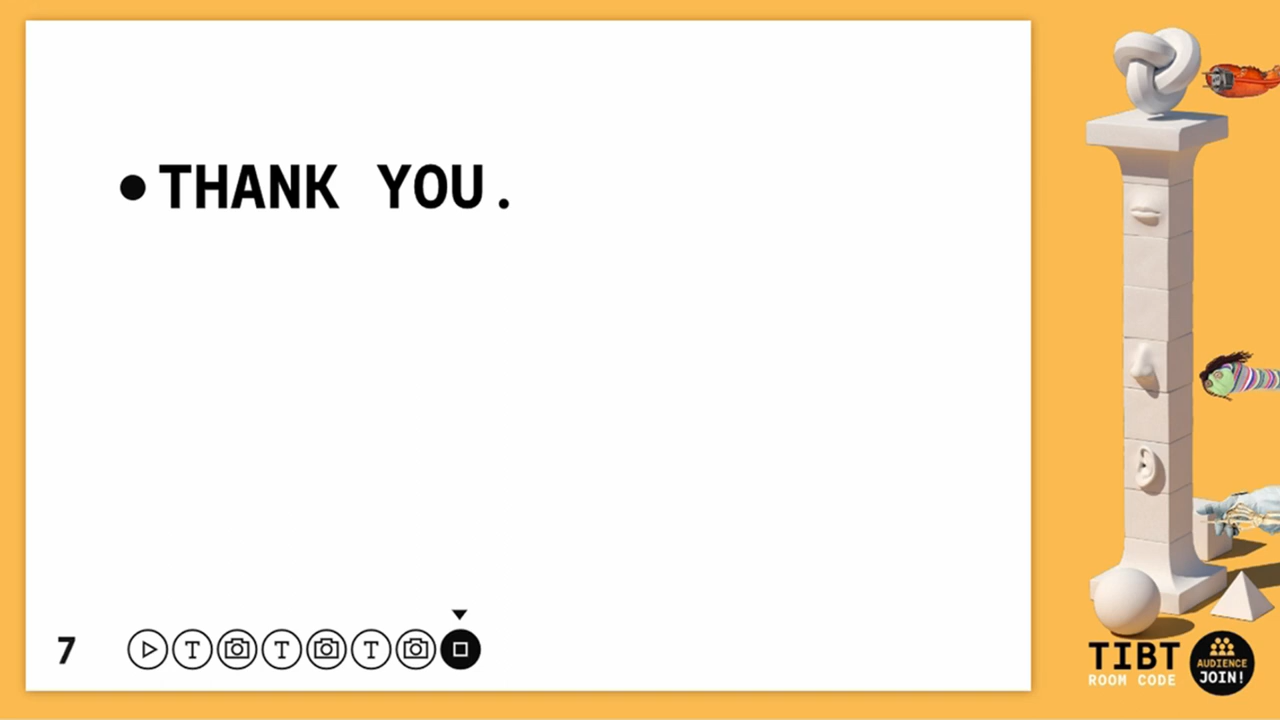 ● THANK YOU.
7
T T T
TIBT
ROOM CODE
AUDIENCE
JOIN!